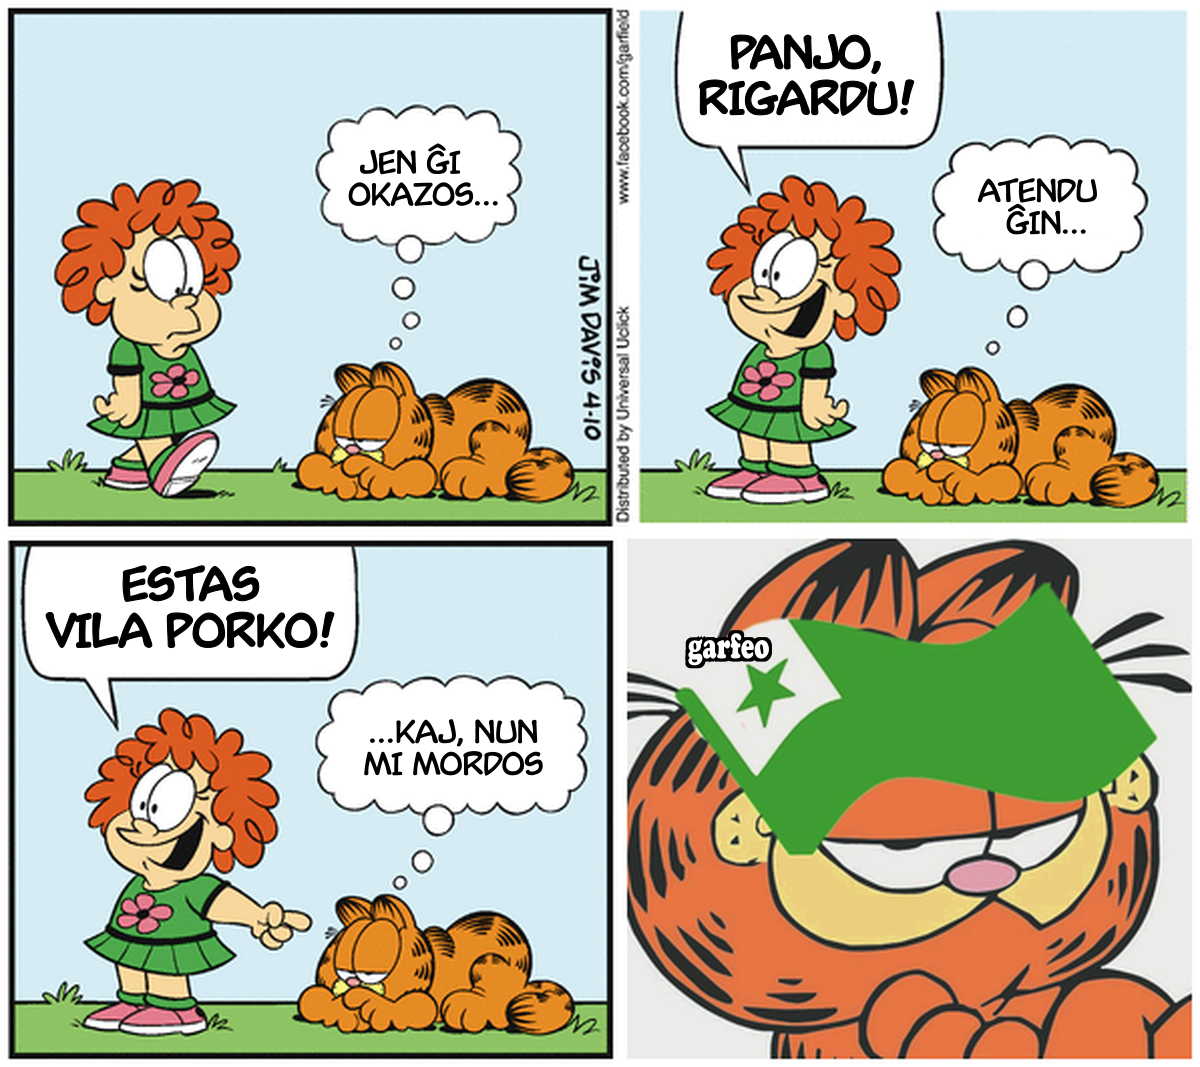 JEN ĜI
OKAZOS...
JIM DAVIS 4-10
www.facebook.com/garfield
Distributed by Universal Uclick
PANJO,
RIGARDU!
ATENDU
ĜIN...
ESTAS
VILA PORKO!
...KAJ, NUN
MI MORDOS
garfeo